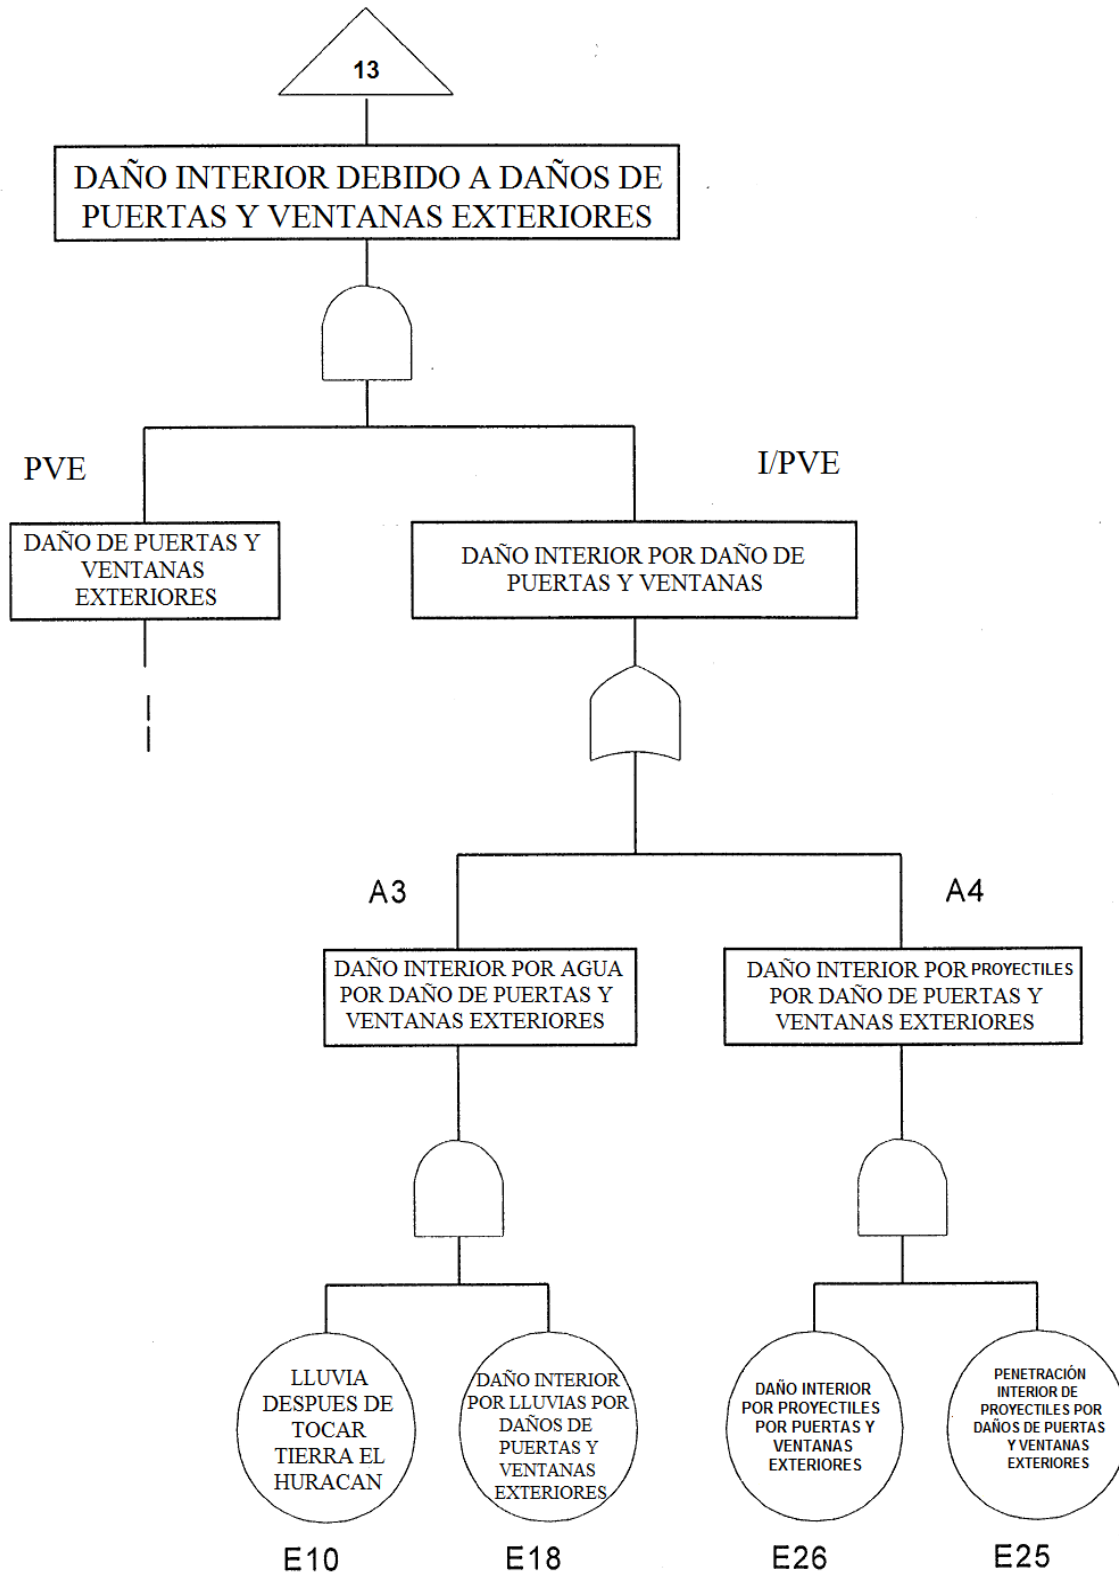 13
DAÑO INTERIOR DEBIDO A DAÑOS DE
PUERTAS Y VENTANAS EXTERIORES
PVE
I/PVE
DAÑO DE PUERTAS Y
VENTANAS
EXTERIORES
DAÑO INTERIOR POR DAÑO DE
PUERTAS Y VENTANAS
A3
A4
DAÑO INTERIOR POR AGUA
POR DAÑO DE PUERTAS Y
VENTANAS EXTERIORES
DAÑO INTERIOR POR PROYECTILES
POR DAÑO DE PUERTAS Y
VENTANAS EXTERIORES
LLUVIA
DESPUES DE
TOCAR
TIERRA EL
HURACAN
DAÑO INTERIOR
POR LLUVIAS POR
DAÑOS DE
PUERTAS Y
VENTANAS
EXTERIORES
DAÑO INTERIOR
POR PROYECTILES
POR PUERTAS Y
VENTANAS
EXTERIORES
PENETRACIÓN
INTERIOR DE
PROYECTILES POR
DAÑOS DE PUERTAS
Y VENTANAS
EXTERIORES
E10
E18
E26
E25